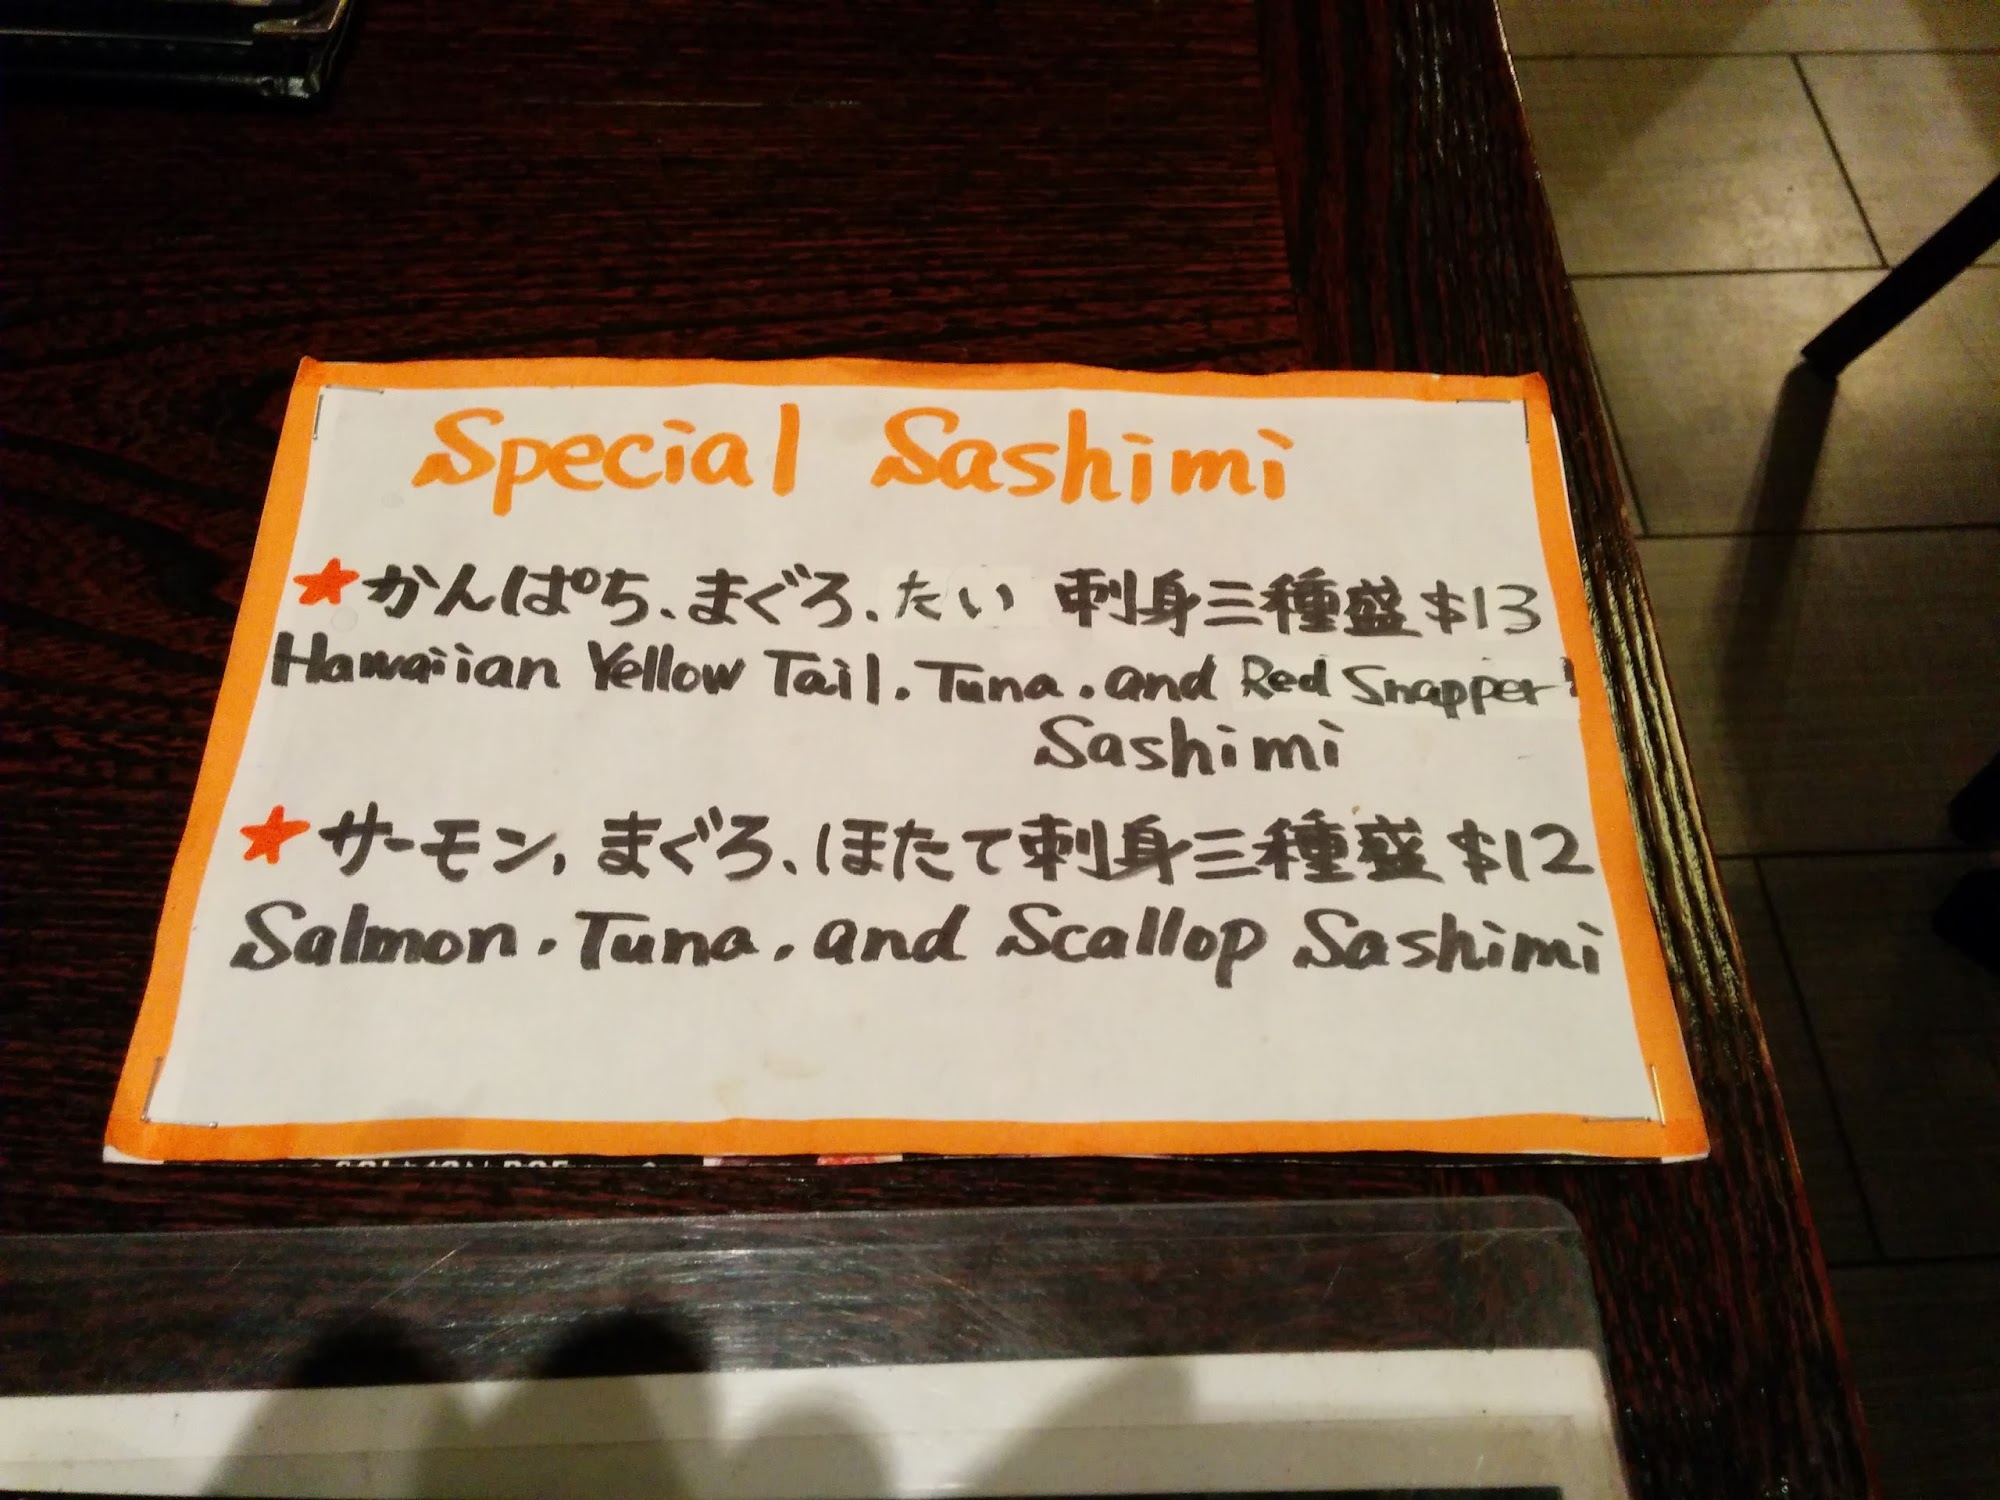 Special Sashimi
★かんぱち、まぐろ、たい 刺身三種盛 $13
Hawaiian Yellow Tail. Tuna. and Red Snapper
Sashimi
★サーモン, まぐろ、ほたて刺身三種盛 $12
Salmon. Tuna. and Scallop Sashimi